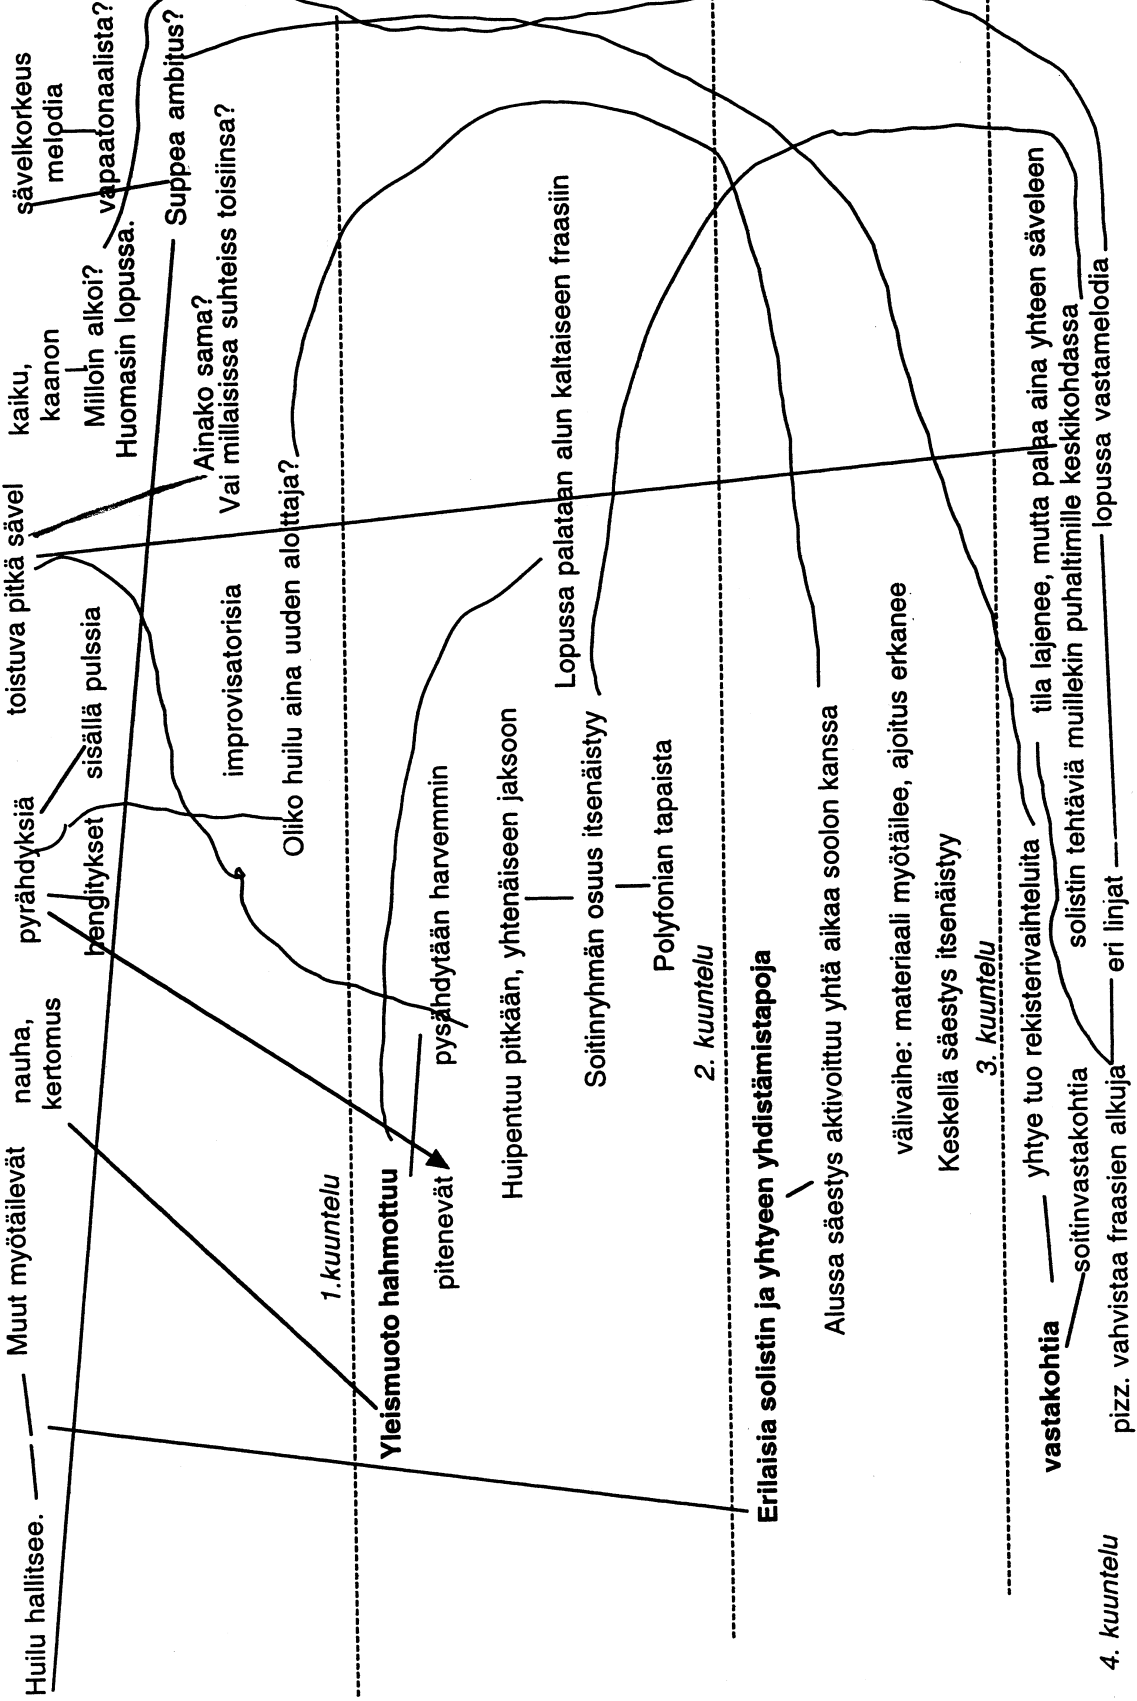 Huilu hallitsee.
Muut myötäilevät
nauha,
kertomus
pyrähdyksiä
hengitykset
sisällä pulssia
toistuva pitkä sävel
kaiku,
kaanon
Milloin alkoi?
Huomasin lopussa.
sävelkorkeus
melodia
vapaatonaalista?
Suppea ambitus?
Ainako sama?
Vai millaisissa suhteiss toisiinsa?
improvisatorisia
Oliko huilu aina uuden aloittaja?
1.kuuntelu
Yleismuoto hahmottuu
pysähdytään harvemmin
pitenevät
Huipentuu pitkään, yhtenäiseen jaksoon
Lopussa palataan alun kaltaiseen fraasiin
Soitinryhmän osuus itsenäistyy
Polyfonian tapaista
2. kuuntelu
Erilaisia solistin ja yhtyeen yhdistämistapoja
Alussa säestys aktivoittuu yhtä aikaa soolon kanssa
välivaihe: materiaali myötäilee, ajoitus erkanee
Keskellä säestys itsenäistyy
3. kuuntelu
yhtye tuo rekisterivaihteluita
tila lajenee, mutta palaa aina yhteen säveleen
vastakohtia
soitinvastakohtia
solistin tehtäviä muillekin puhaltimille keskikohdassa
pizz. vahvistaa fraasien alkuja
eri linjat
lopussa vastamelodia
4. kuuntelu